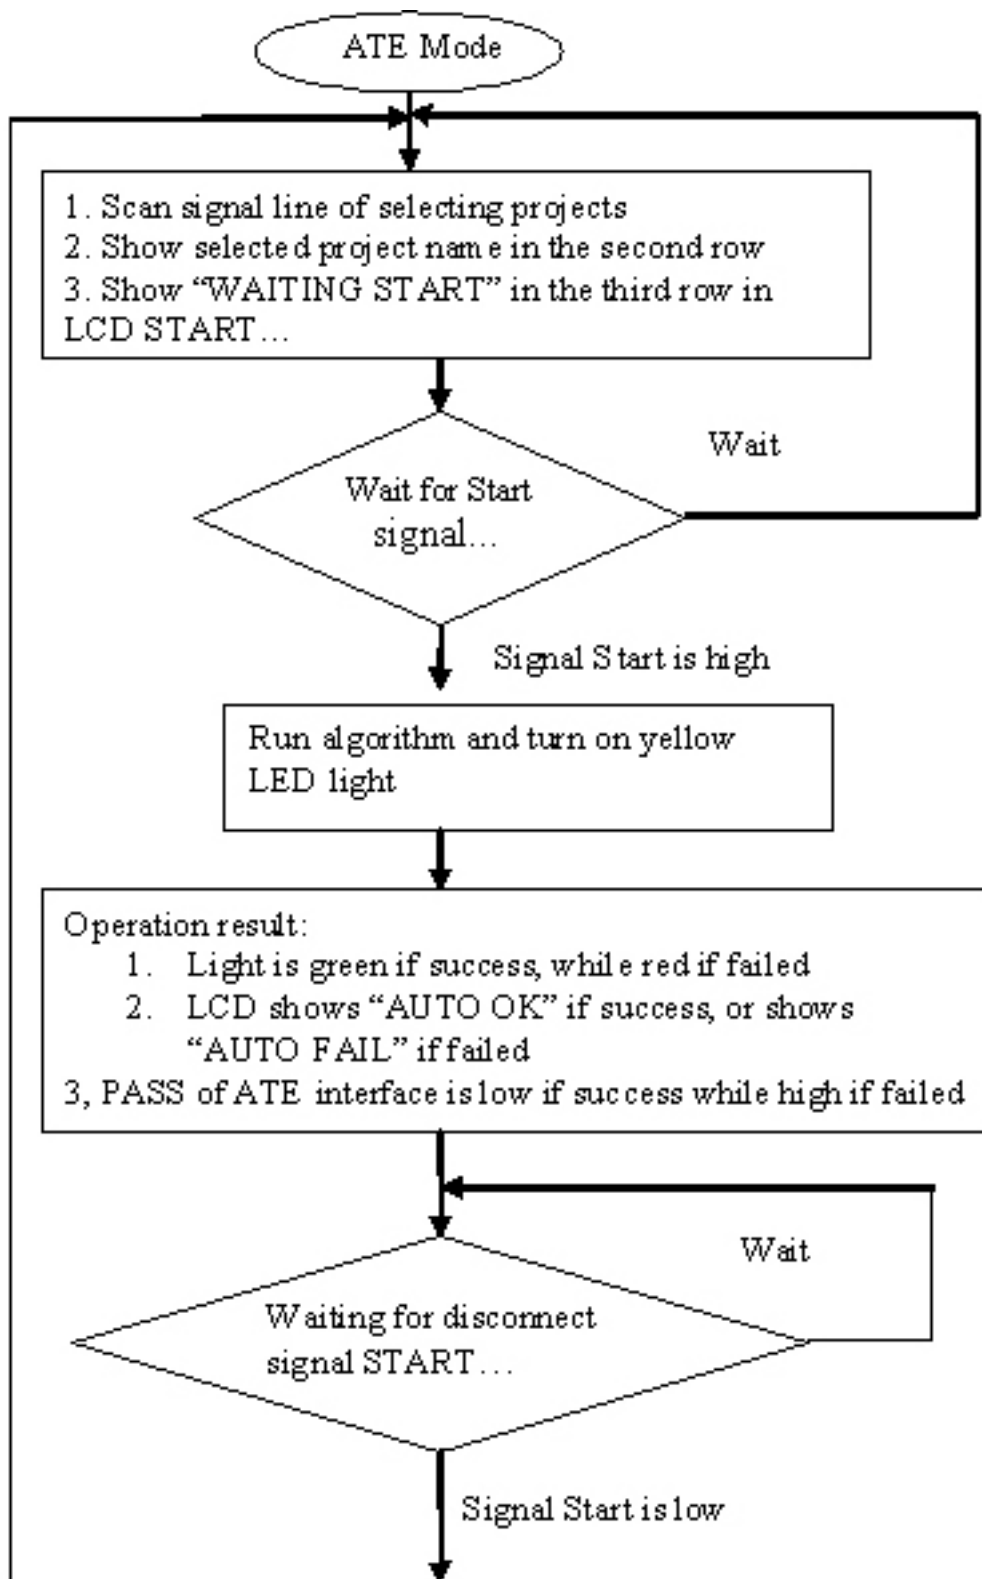 ATE Mode
1. Scan signal line of selecting projects
2. Show selected project name in the second row
3. Show “WAITING START” in the third row in
LCD START...
Wait
Wait for Start
signal...
Signal Start is high
Run algorithm and turn on yellow
LED light
Operation result:
1. Light is green if success, while red if failed
2. LCD shows “AUTO OK” if success, or shows
“AUTO FAIL” if failed
3, PASS of ATE interface is low if success while high if failed
Wait
Waiting for disconnect
signal START...
Signal Start is low